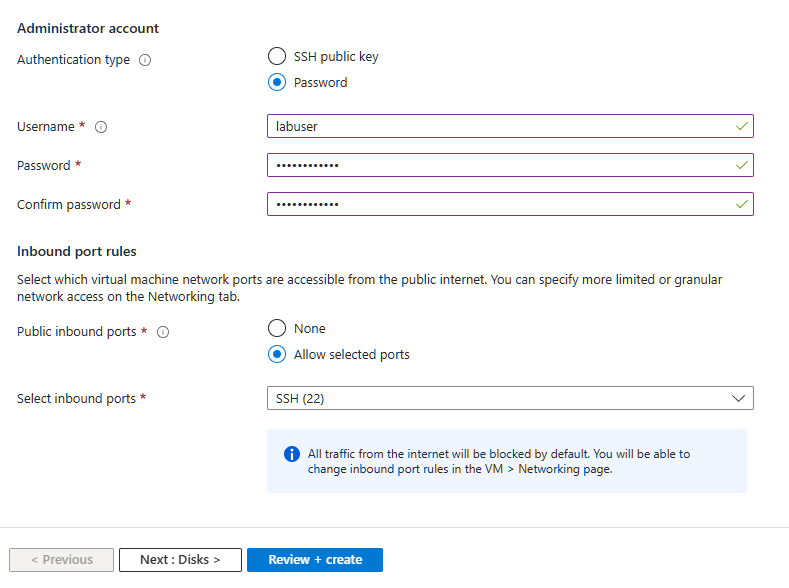 Administrator account
Authentication type
SSH public key
Password
Username *
labuser
Password *
••••••••••••
Confirm password *
••••••••••••
Inbound port rules
Select which virtual machine network ports are accessible from the public internet. You can specify more limited or granular
network access on the Networking tab.
Public inbound ports *
None
Allow selected ports
Select inbound ports *
SSH (22)
All traffic from the internet will be blocked by default. You will be able to
change inbound port rules in the VM > Networking page.
< Previous
Next : Disks >
Review + create